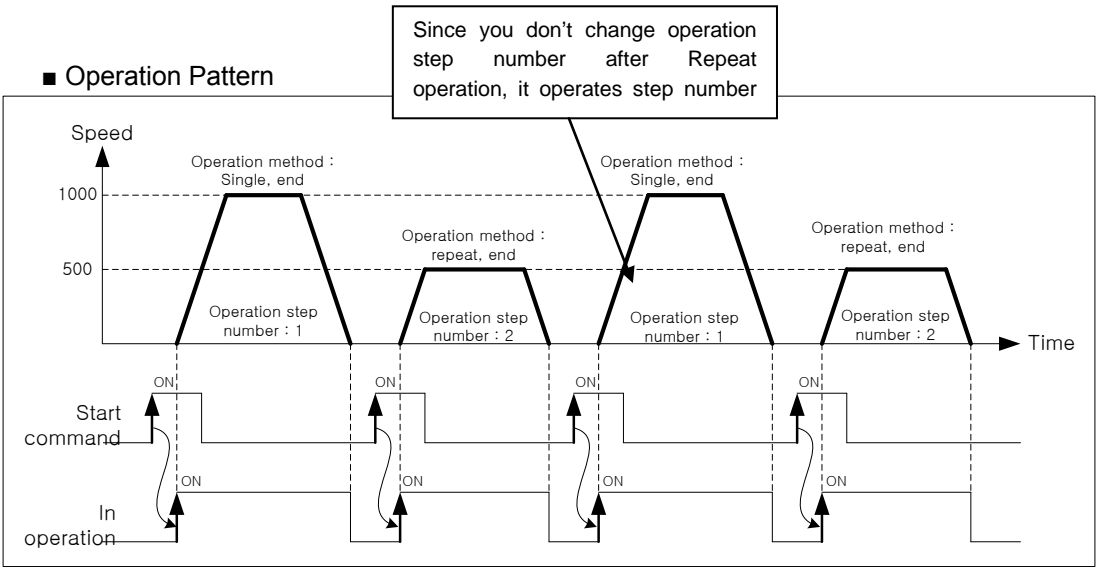 Since you don't change operation
step number after Repeat
operation, it operates step number
■ Operation Pattern
Speed
Operation method :
Single, end
Operation method :
Single, end
1000
Operation method :
repeat, end
Operation method :
repeat, end
500
Operation step
number : 1
Operation step
number : 2
Operation step
number : 1
Operation step
number : 2
Time
ON
ON
ON
ON
Start
command
ON
ON
ON
ON
In
operation